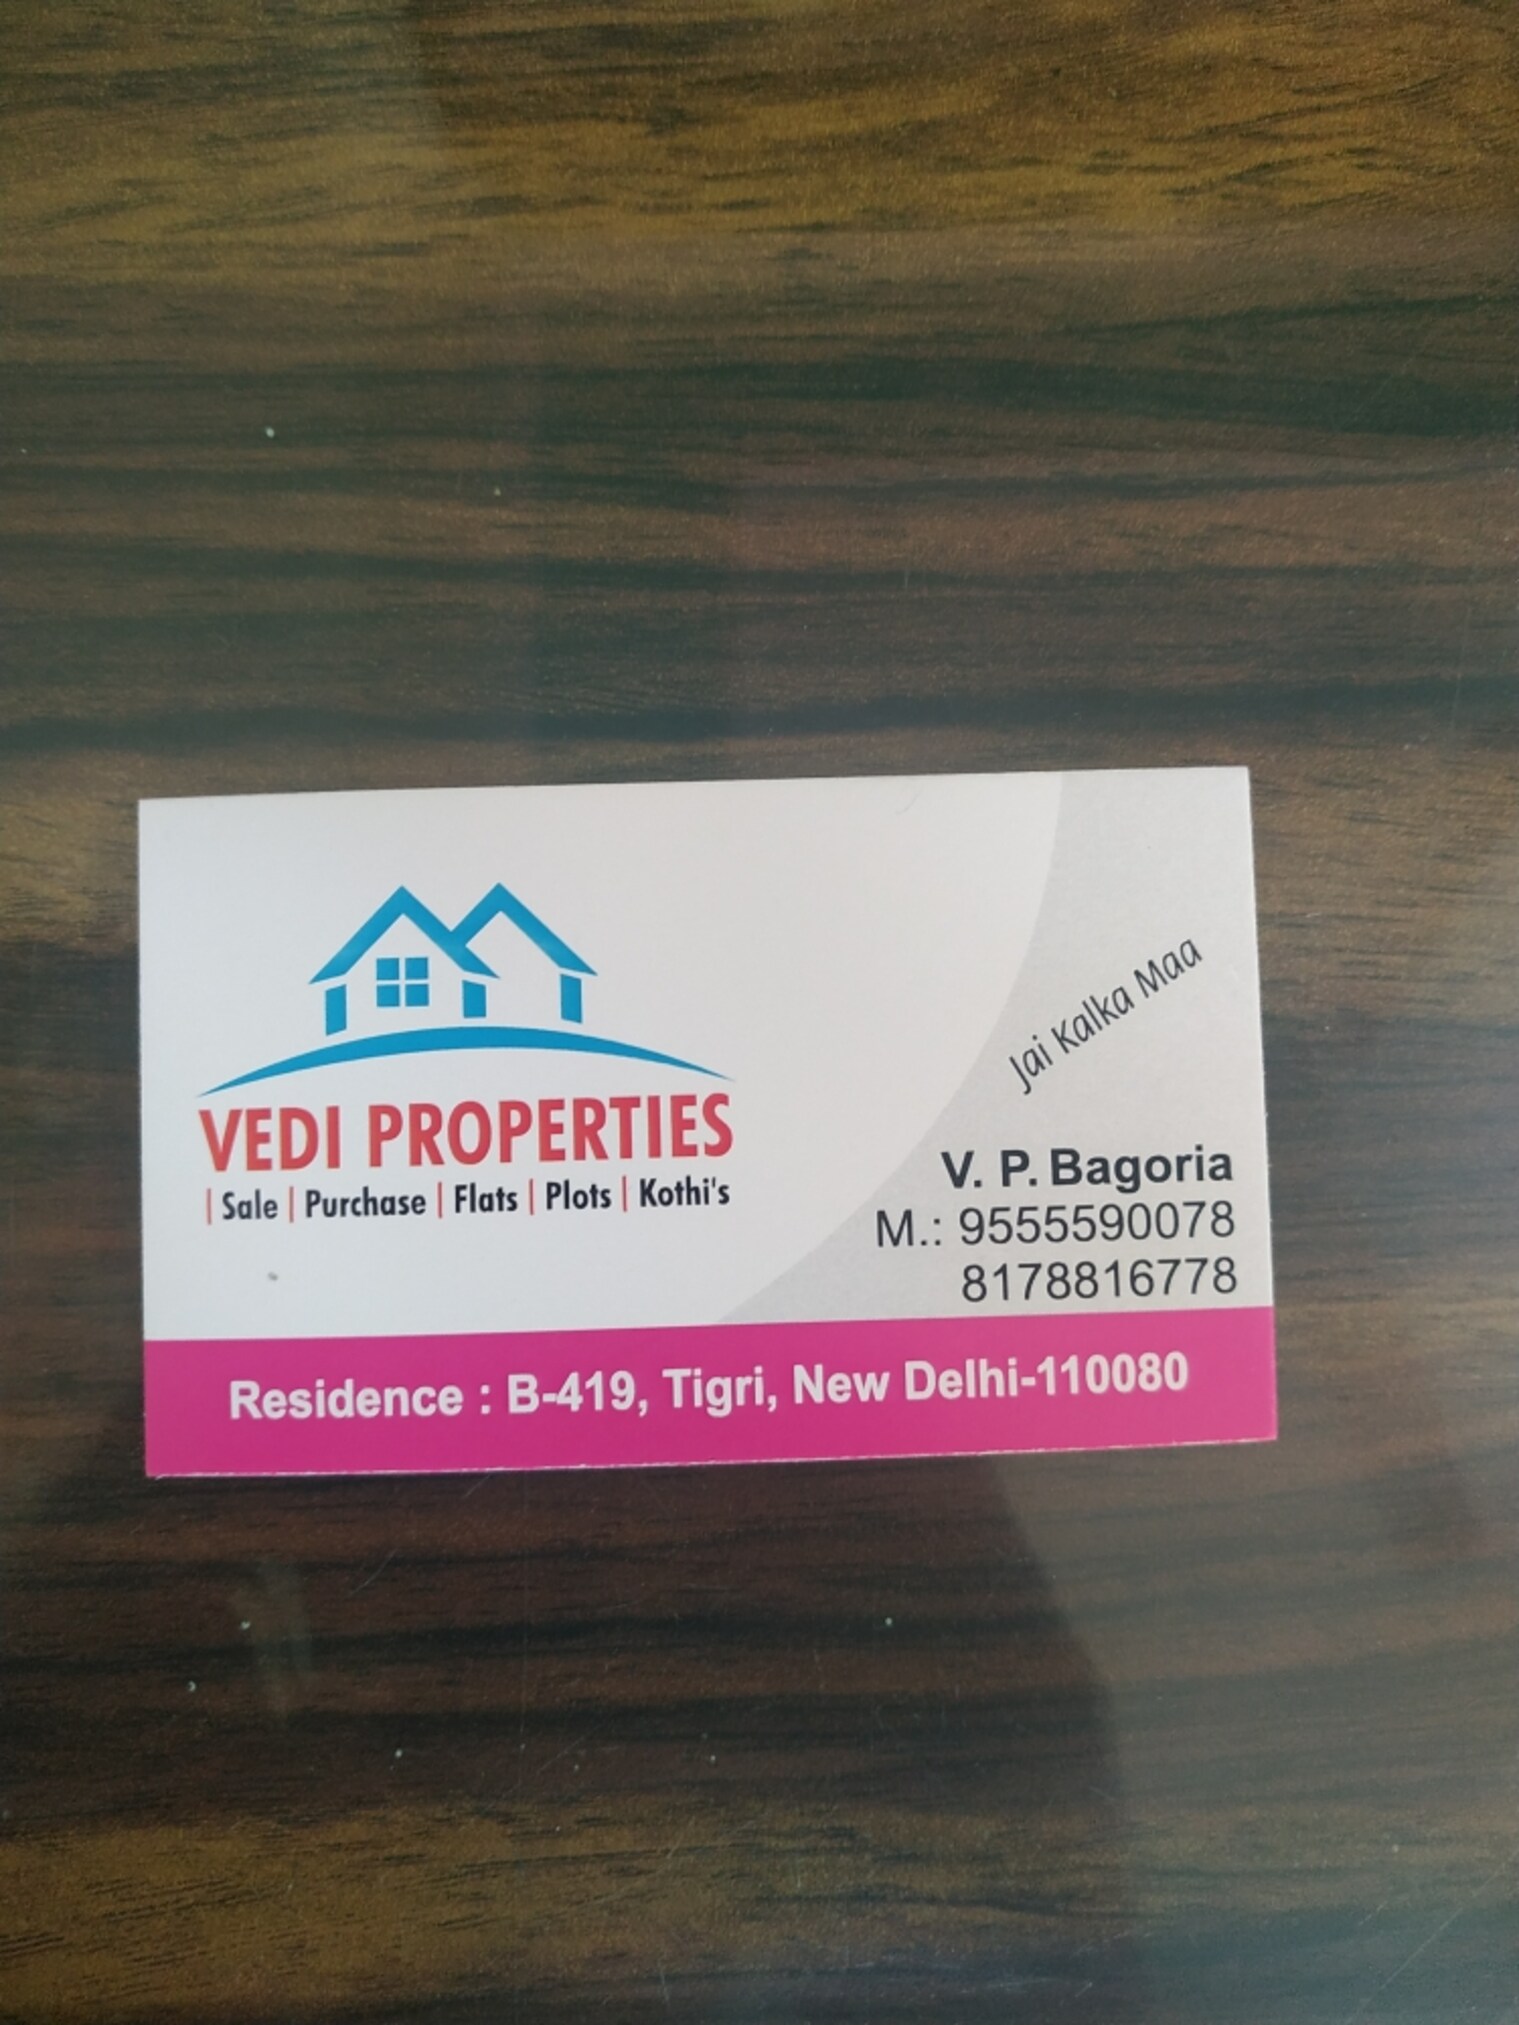 VEDI PROPERTIES
| Sale | Purchase | Flats | Plots | Kothi's
Jai Kalka Maa
V. P. Bagoria
M.: 9555590078
8178816778
Residence : B-419, Tigri, New Delhi-110080